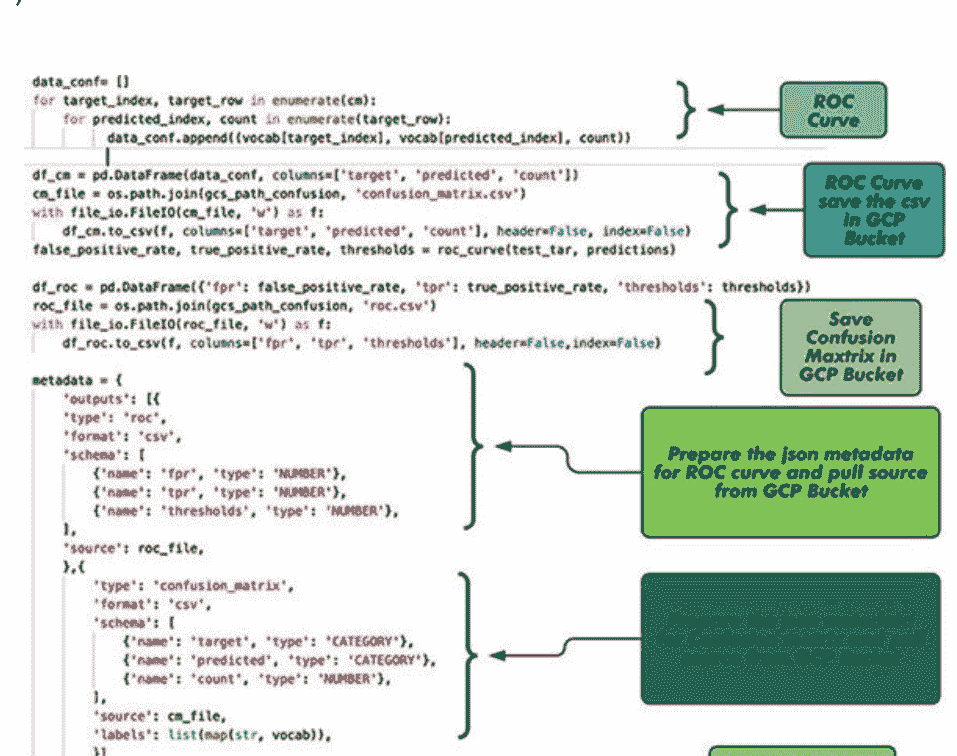 data_conf= []
for target_index, target_row in enumerate(cm):
for predicted_index, count in enumerate(target_row):
data_conf.append((vocab[target_index], vocab[predicted_index], count))
ROC
Curve
df_cm = pd.DataFrame(data_conf, columns=['target', 'predicted', 'count'])
cm_file = os.path.join(gcs_path_confusion, 'confusion_matrix.csv')
with file_io.FileIO(cm_file, 'w') as f:
df_cm.to_csv(f, columns=['target', 'predicted', 'count'], header=False, index=False)
false_positive_rate, true_positive_rate, thresholds = roc_curve(test_tar, predictions)
ROC Curve
save the csv
in GCP
Bucket
df_roc = pd.DataFrame({'fpr': false_positive_rate, 'tpr': true_positive_rate, 'thresholds': thresholds})
roc_file = os.path.join(gcs_path_confusion, 'roc.csv')
with file_io.FileIO(roc_file, 'w') as f:
df_roc.to_csv(f, columns=['fpr', 'tpr', 'thresholds'], header=False,index=False)
Save
Confusion
Maxtrix in
GCP Bucket
metadata = {
'outputs': [{
'type': 'roc',
'format': 'csv',
'schema': [
{'name': 'fpr', 'type': 'NUMBER'},
{'name': 'tpr', 'type': 'NUMBER'},
{'name': 'thresholds', 'type': 'NUMBER'},
],
'source': roc_file,
Prepare the json metadata
for ROC curve and pull source
from GCP Bucket
},{
'type': 'confusion_matrix',
'format': 'csv',
'schema': [
{'name': 'target', 'type': 'CATEGORY'},
{'name': 'predicted', 'type': 'CATEGORY'},
{'name': 'count', 'type': 'NUMBER'},
],
'source': cm_file,
'labels': list(map(str, vocab)),
}]